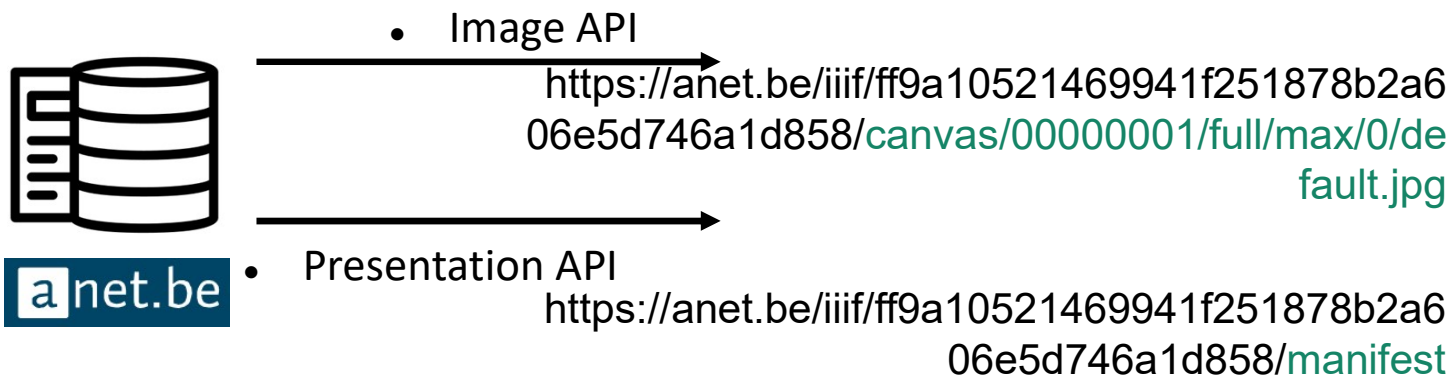 • Image API
https://anet.be/iiif/ff9a10521469941f251878b2a6
06e5d746a1d858/canvas/00000001/full/max/0/de
fault.jpg
• Presentation API
anet.be
https://anet.be/iiif/ff9a10521469941f251878b2a6
06e5d746a1d858/manifest